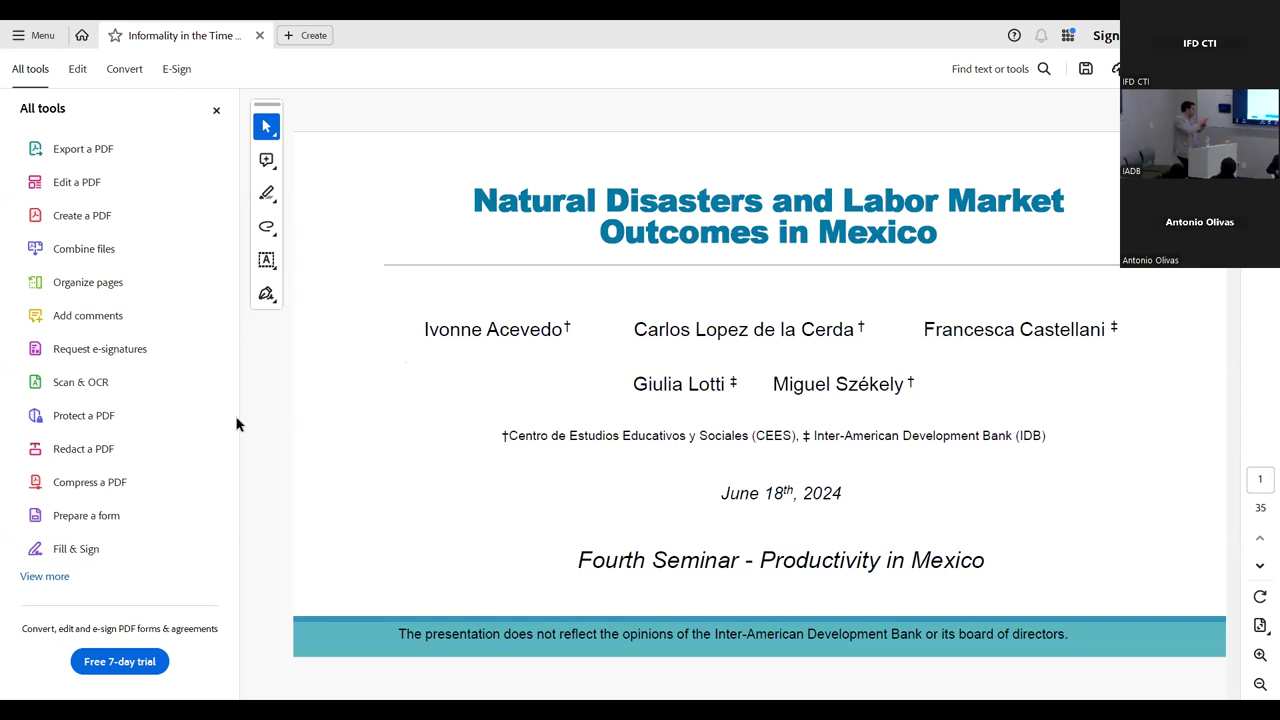 Menu
Informality in the Time ...
Create
Sign
All tools
Edit
Convert
E-Sign
Find text or tools
All tools
Export a PDF
Edit a PDF
Create a PDF
Combine files
Organize pages
Add comments
Request e-signatures
Scan & OCR
Protect a PDF
Redact a PDF
Compress a PDF
Prepare a form
Fill & Sign
View more
Convert, edit and e-sign PDF forms & agreements
Free 7-day trial
Natural Disasters and Labor Market
Outcomes in Mexico
Ivonne Acevedo† Carlos Lopez de la Cerda† Francesca Castellani ‡
Giulia Lotti ‡ Miguel Székely†
†Centro de Estudios Educativos y Sociales (CEES), ‡ Inter-American Development Bank (IDB)
June 18th, 2024
Fourth Seminar - Productivity in Mexico
The presentation does not reflect the opinions of the Inter-American Development Bank or its board of directors.
1
35
IFD CTI
IFD CTI
IADB
Antonio Olivas
Antonio Olivas